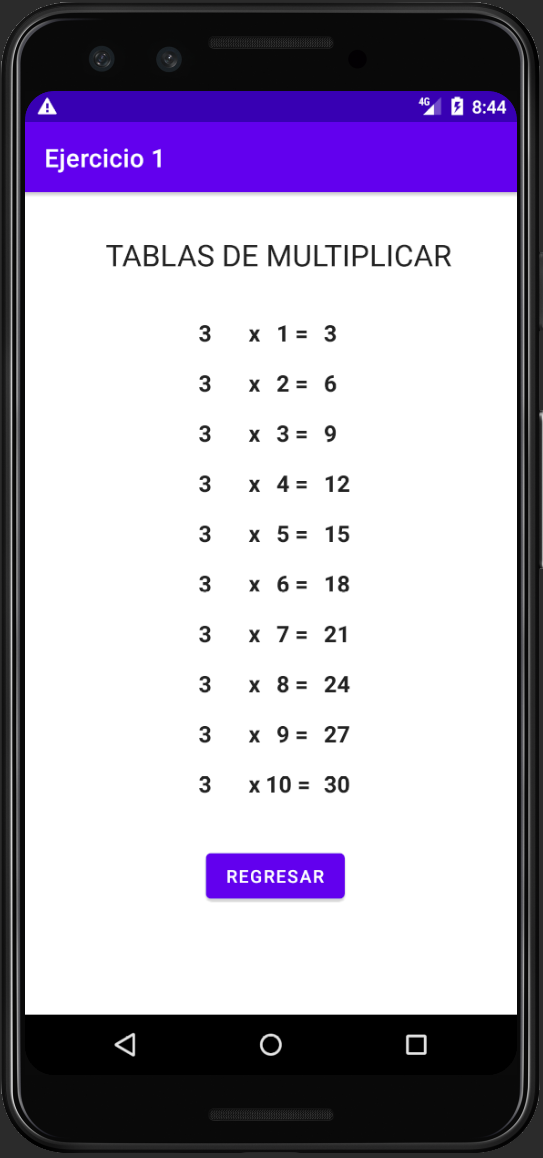 4G 8:44
Ejercicio 1
TABLAS DE MULTIPLICAR
3 x 1 = 3
3 x 2 = 6
3 x 3 = 9
3 x 4 = 12
3 x 5 = 15
3 x 6 = 18
3 x 7 = 21
3 x 8 = 24
3 x 9 = 27
3 x 10 = 30
REGRESAR